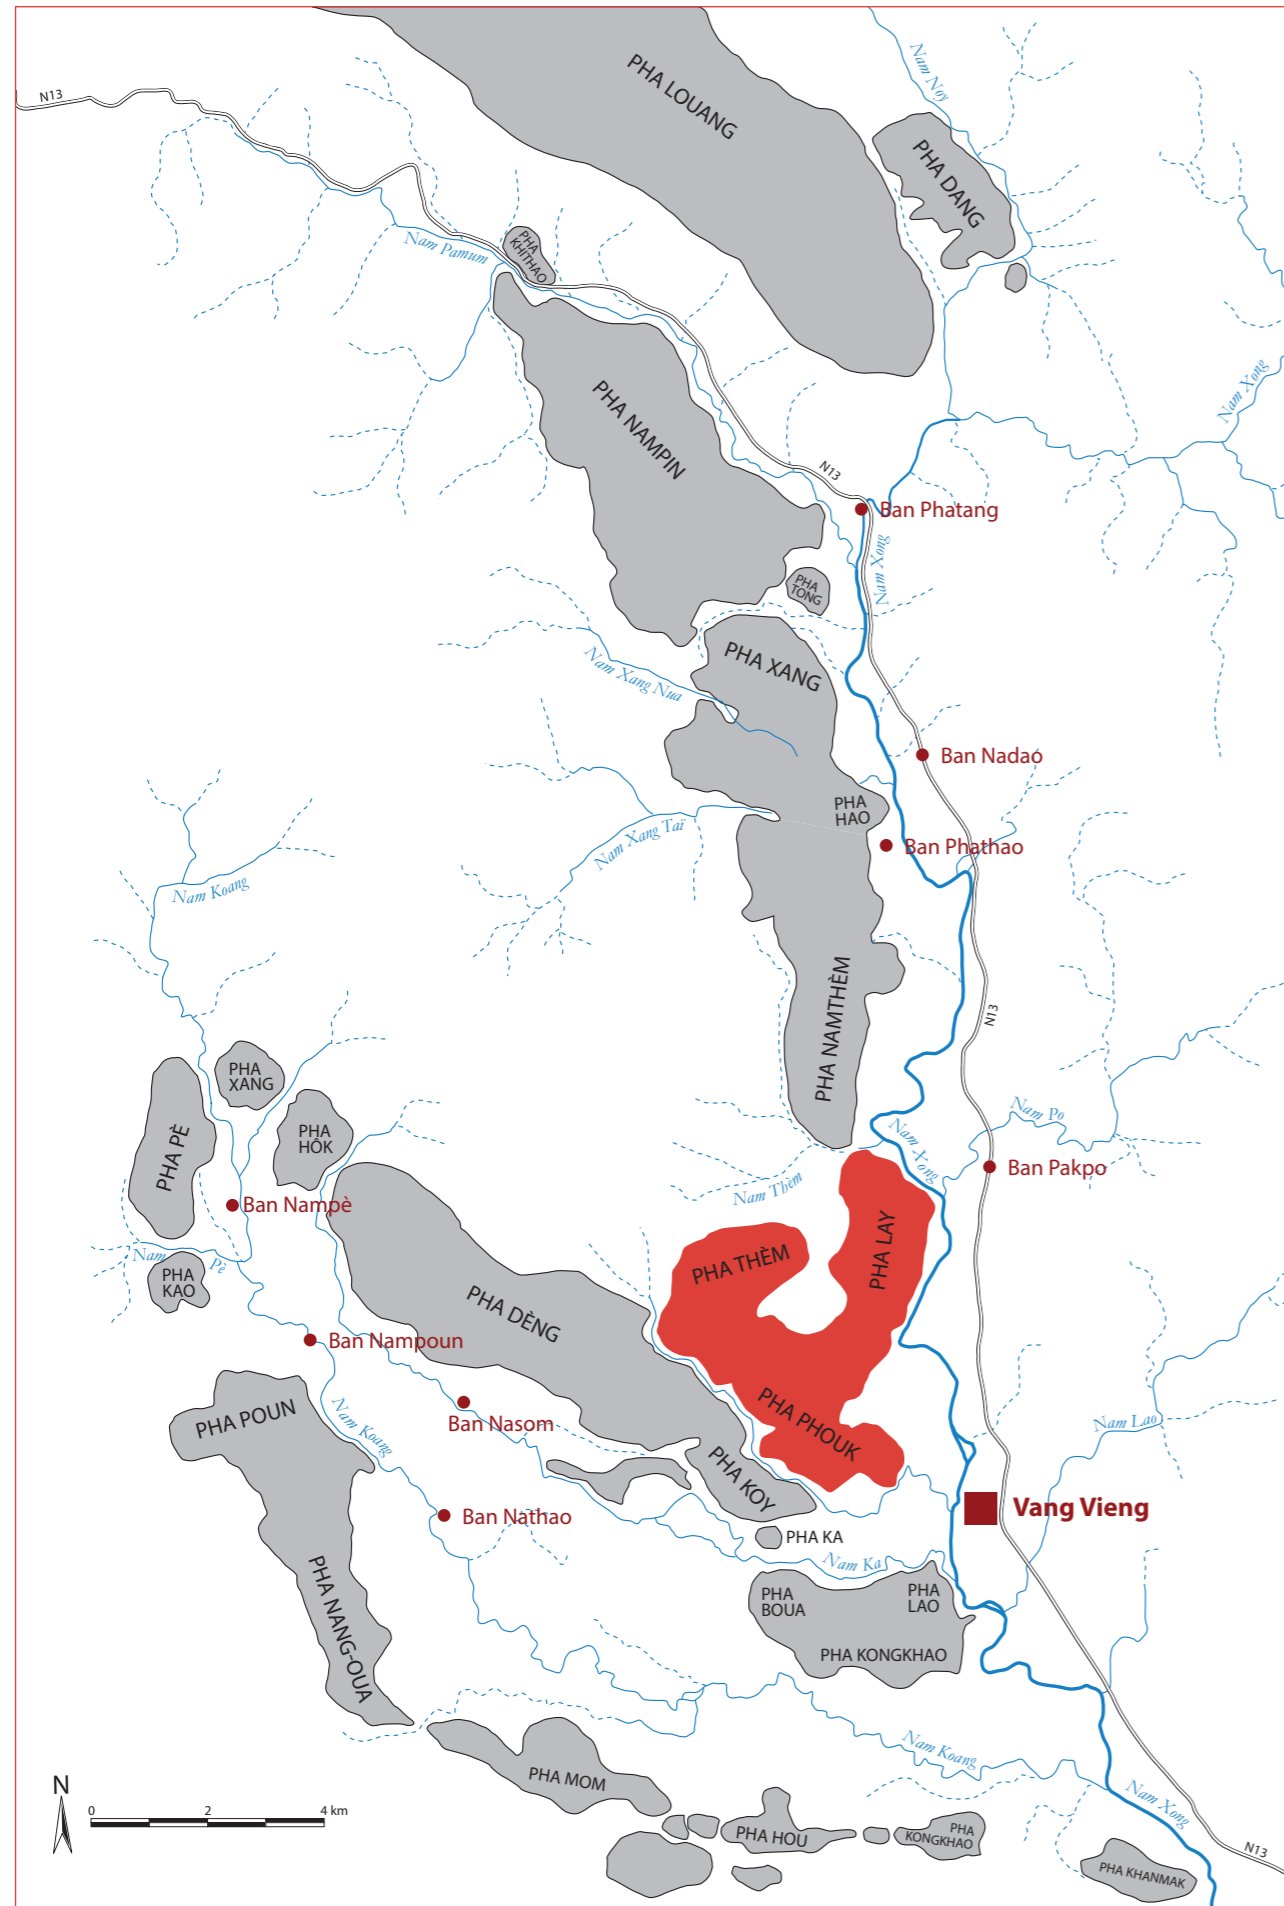 N13
PHA LOUANG
Nam Noy
PHA DANG
Nam Pamum
PHA
KHITHAO
Nam Xong
PHA NAMPIN
N13
Ban Phatang
Nam Xong
PHA
TONG
PHA XANG
Nam Xang Nua
Ban Nadao
PHA
HAO
Nam Xang Taï
Ban Phathao
Nam Koang
PHA NAMTHÈM
N13
PHA
XANG
PHA PÈ
PHA
HÔK
Nam Po
Nam Xong
Ban Pakpo
Nam Thèm
Ban Nampè
Nam Pè
PHA
KAO
PHA THÈM
PHA LAY
PHA DÈNG
Ban Nampoun
PHA POUN
Nam Koang
Ban Nasom
PHA PHOUK
Nam Lao
PHA KOY
Ban Nathao
Vang Vieng
PHA KA
Nam Ka
PHA
BOUA
PHA
LAO
PHA NANG-OUA
PHA KONGKHAO
Nam Koang
PHA MOM
N
0 2 4 km
Nam Xong
PHA HOU
PHA
KONGKHAO
N13
PHA KHANMAK